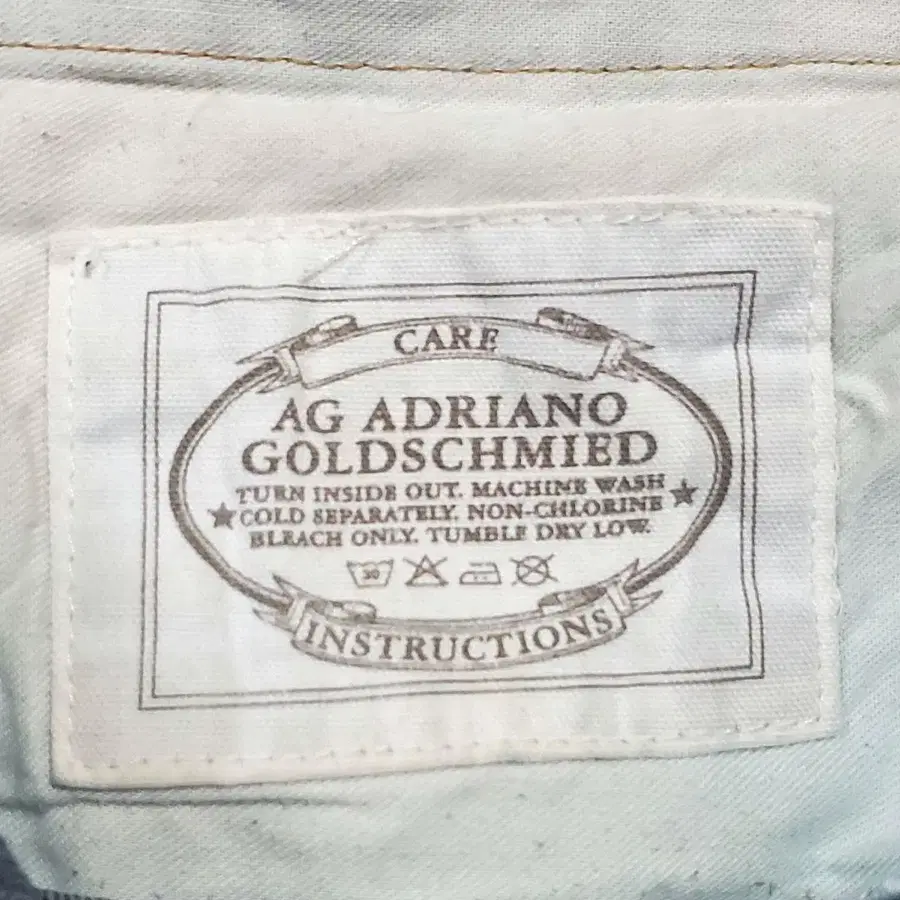 CARE
AG ADRIANO
GOLDSCHMIED
TURN INSIDE OUT. MACHINE WASH
COLD SEPARATELY. NON-CHLORINE
BLEACH ONLY. TUMBLE DRY LOW.
30
INSTRUCTIONS